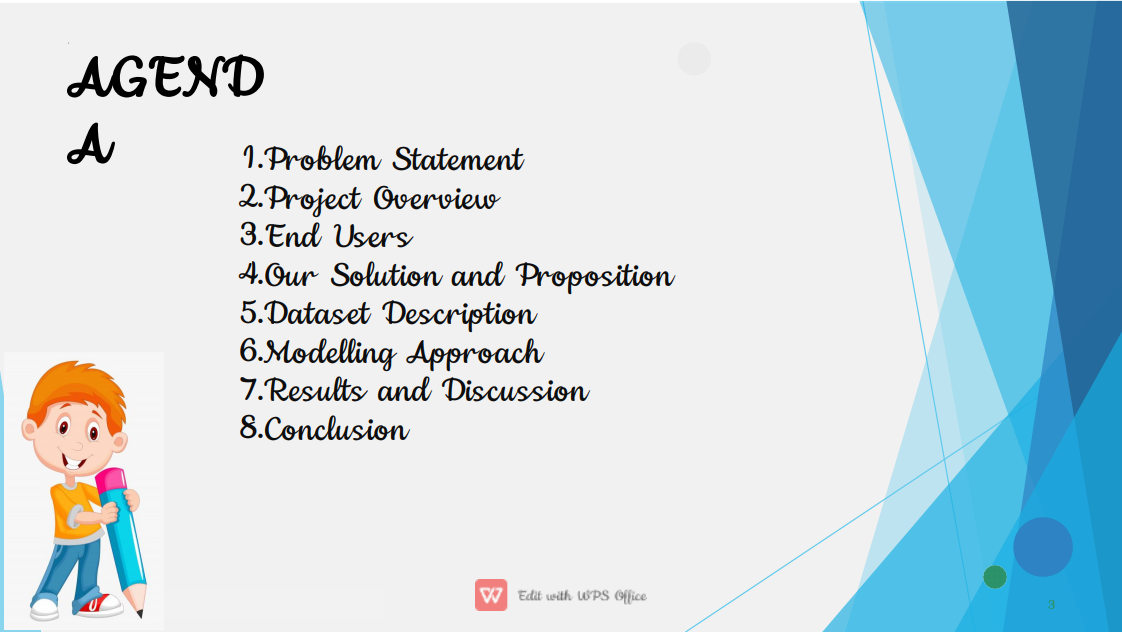 AGEND
A
1.Problem Statement
2.Project Overview
3.End Users
4.Our Solution and Proposition
5.Dataset Description
6.Modelling Approach
7.Results and Discussion
8.Conclusion
W Edit with WPS Office
3